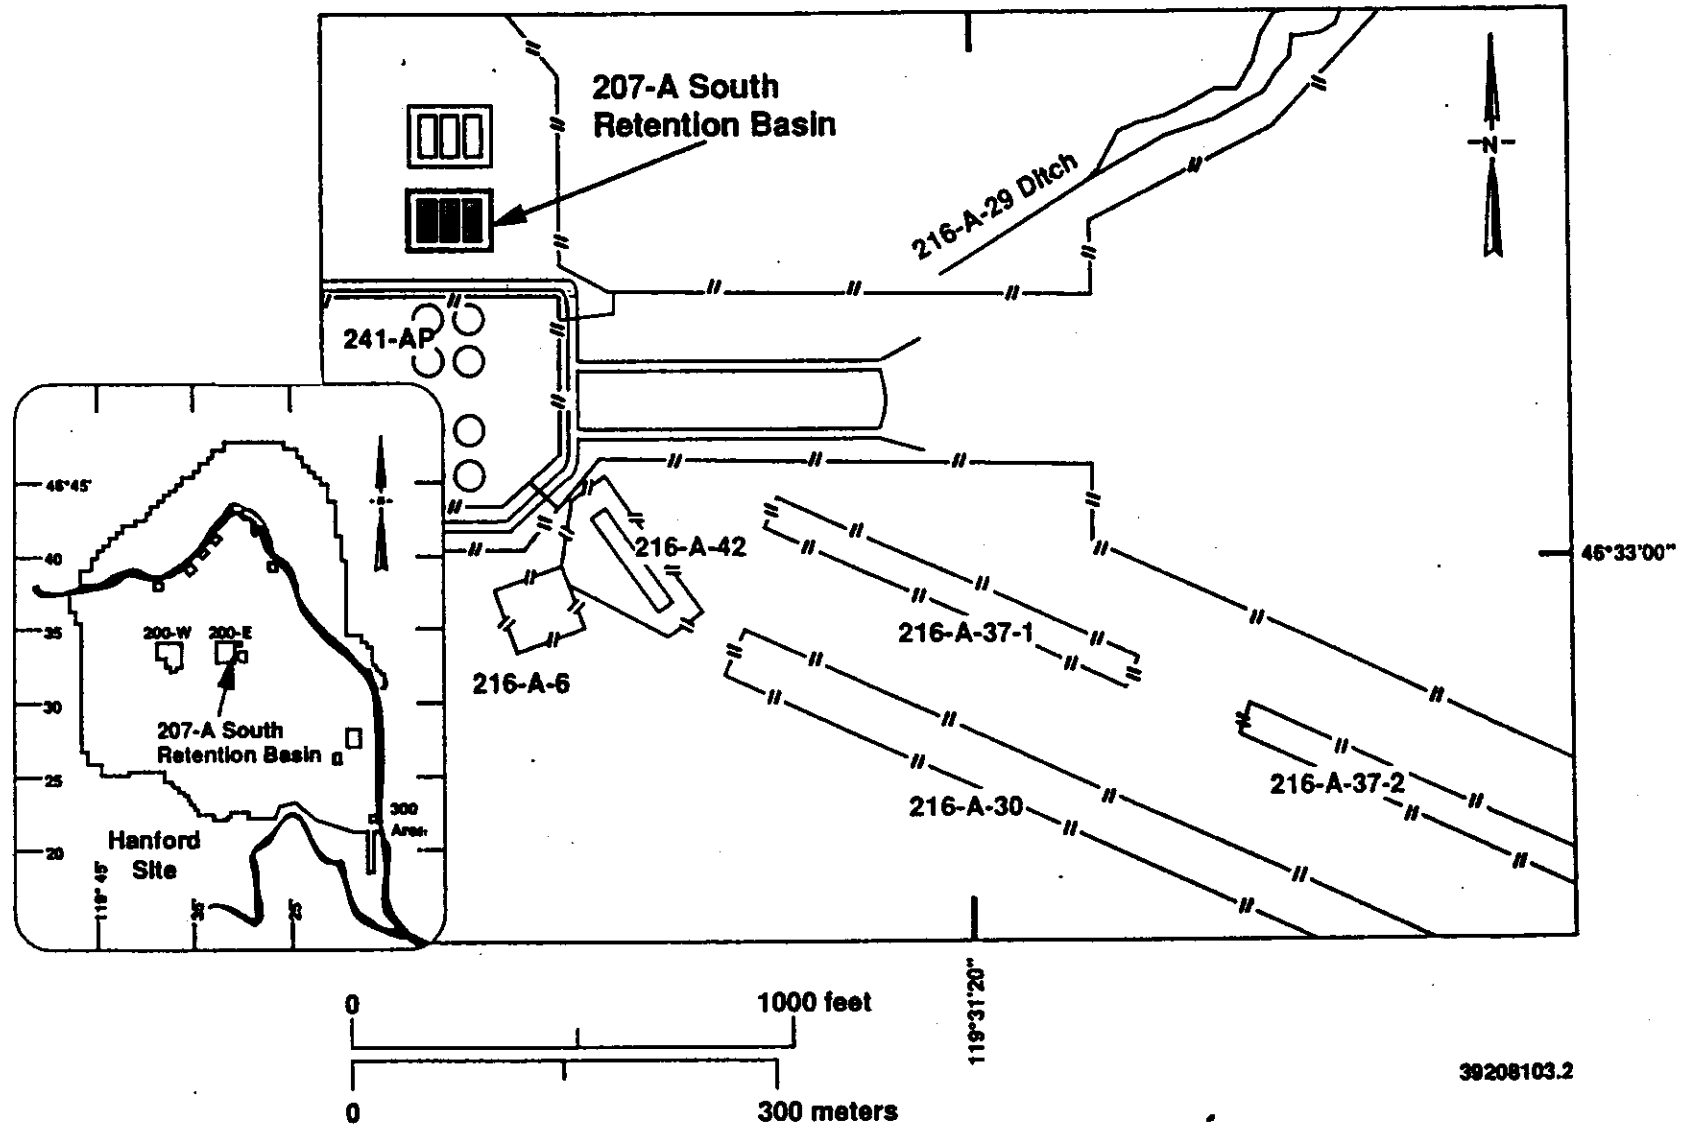 207-A South
Retention Basin
N
216-A-29 Ditch
241-AP
216-A-42
46°33'00"
216-A-37-1
216-A-6
216-A-37-2
216-A-30
46°45'
40
35
200-W 200-E
30
207-A South
Retention Basin
25
300
Area
20
Hanford
Site
119° 45'
35'
25'
0 1000 feet
119°31'20"
39208103.2
0 300 meters